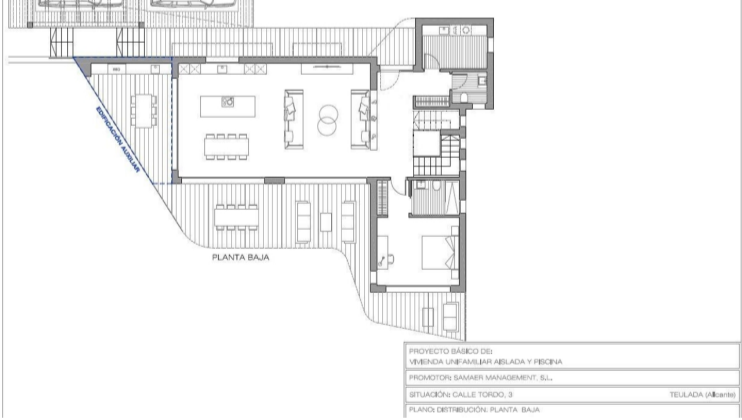 EDIFICACIÓN AUXILIAR
PLANTA BAJA
PROYECTO BÁSICO DE:
VIVIENDA UNIFAMILIAR AISLADA Y PISCINA
PROMOTOR: SAMAER MANAGEMENT, S.L.
SITUACIÓN: CALLE TORDO, 3 TEULADA (Alicante)
PLANO: DISTRIBUCIÓN: PLANTA BAJA